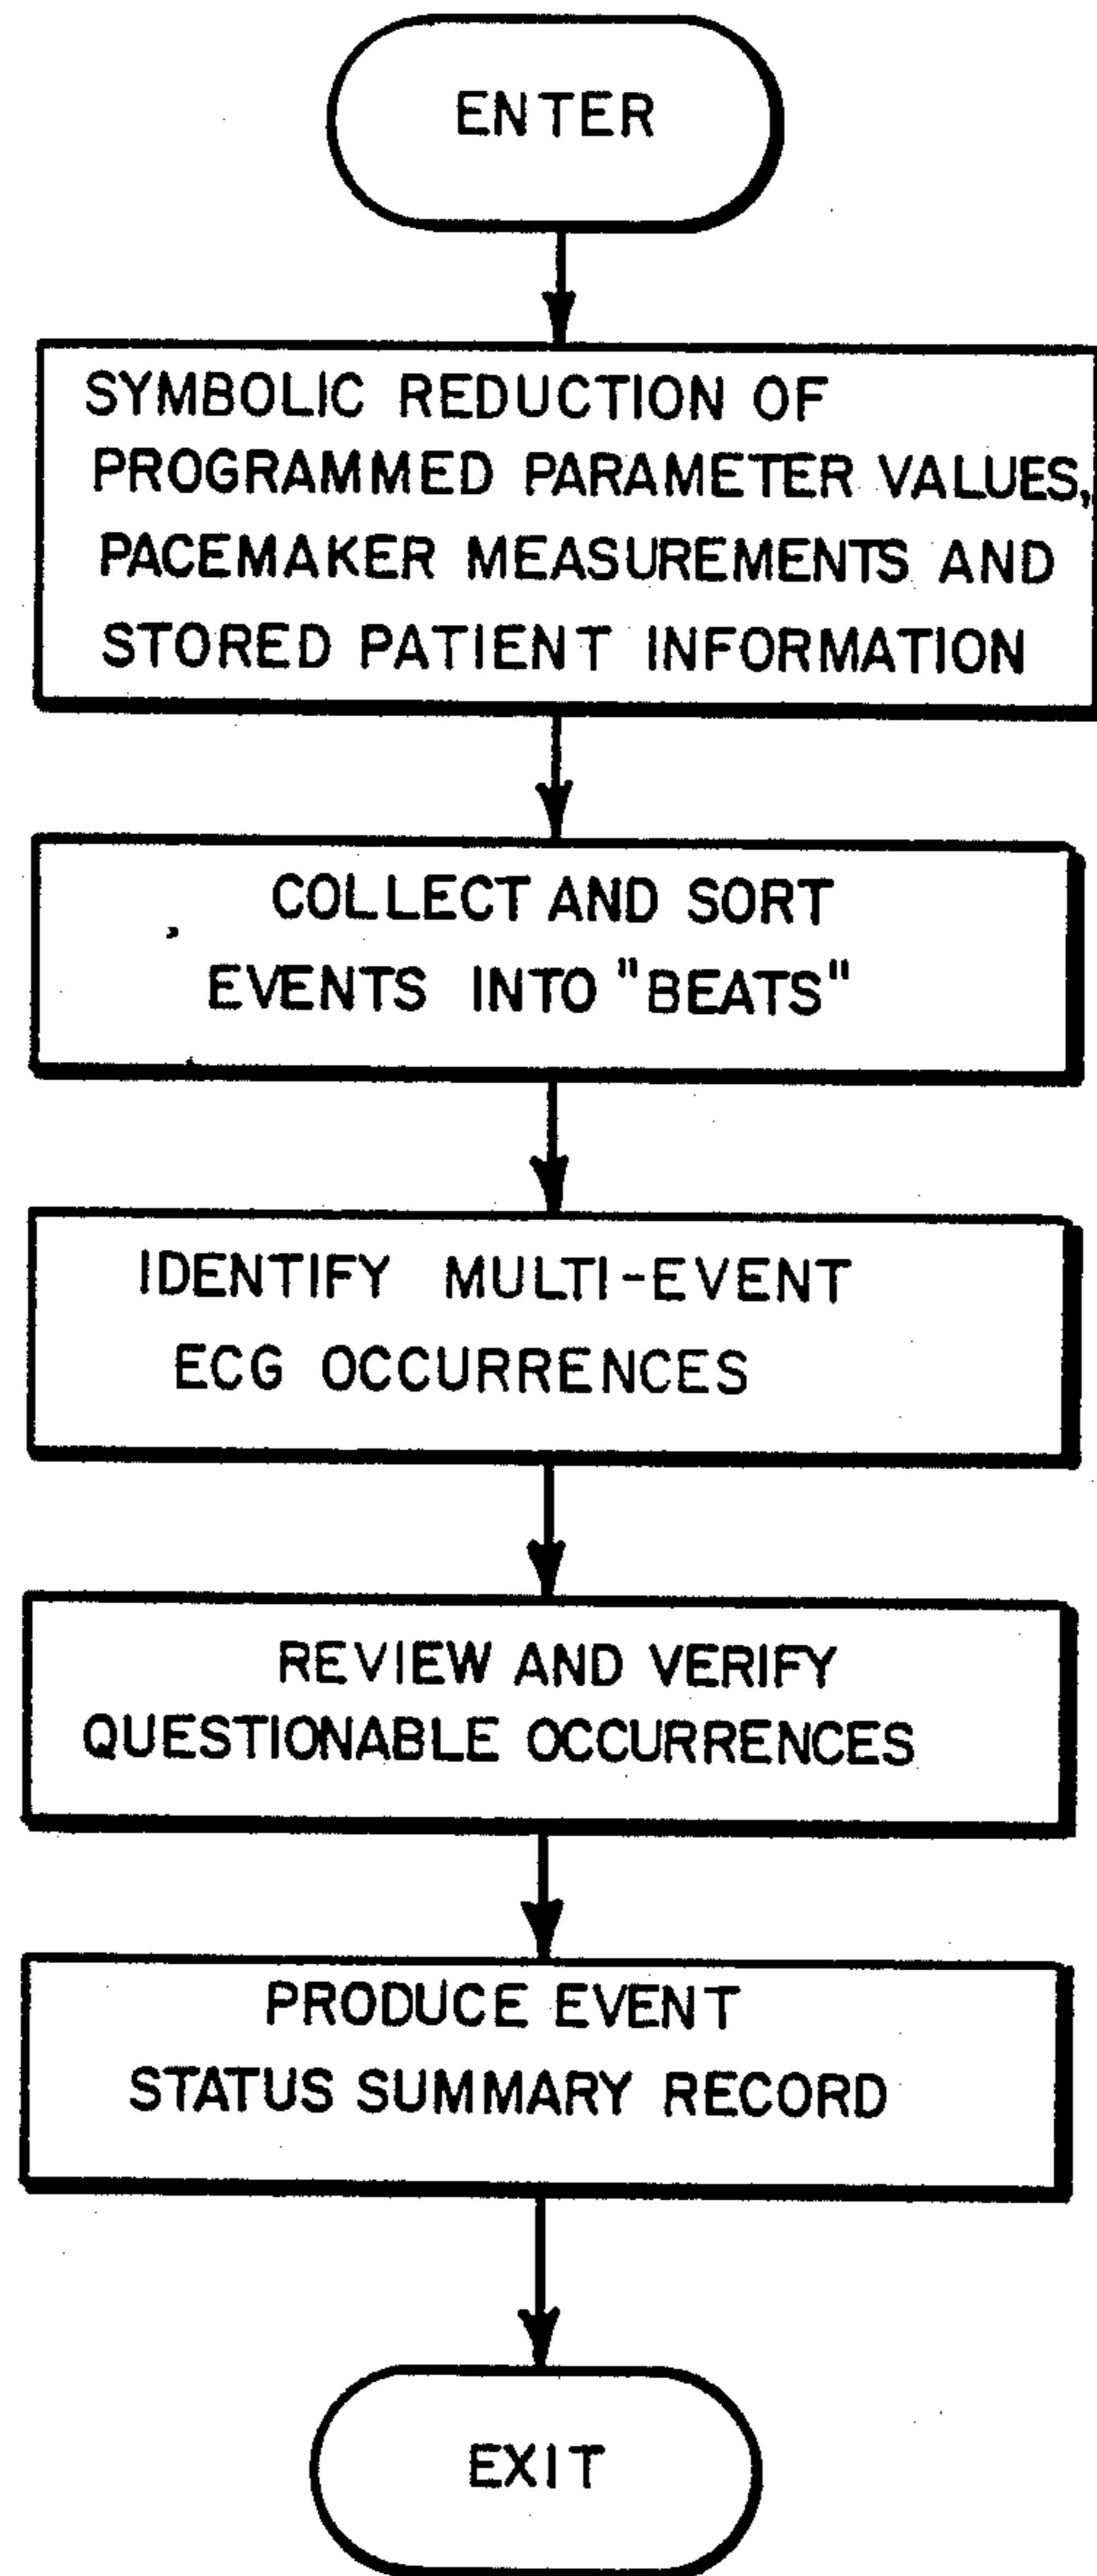 ENTER
SYMBOLIC REDUCTION OF
PROGRAMMED PARAMETER VALUES,
PACEMAKER MEASUREMENTS AND
STORED PATIENT INFORMATION
COLLECT AND SORT
EVENTS INTO "BEATS"
IDENTIFY MULTI-EVENT
ECG OCCURRENCES
REVIEW AND VERIFY
QUESTIONABLE OCCURRENCES
PRODUCE EVENT
STATUS SUMMARY RECORD
EXIT